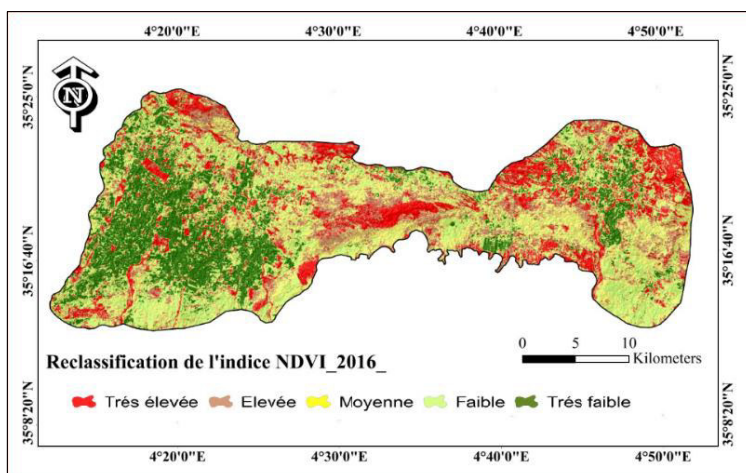 4°20'0"E 4°30'0"E 4°40'0"E 4°50'0"E
35°25'0"N
35°25'0"N
N
35°16'40"N
35°16'40"N
0 5 10
Kilometers
Reclassification de l'indice NDVI_2016_
Trés élevée Elevée Moyenne Faible Trés faible
35°8'20"N
35°8'20"N
4°20'0"E 4°30'0"E 4°40'0"E 4°50'0"E